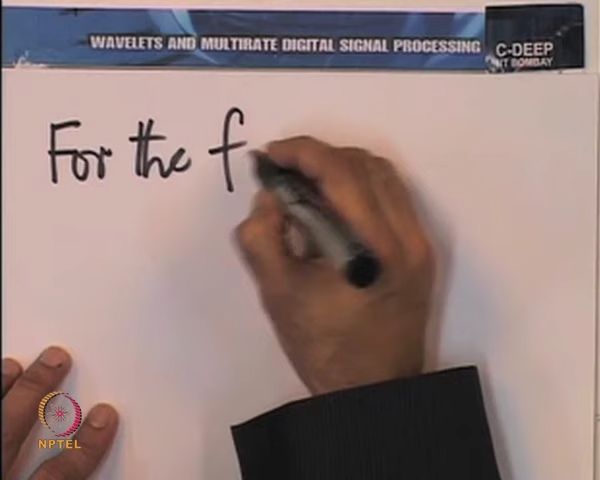 WAVELETS AND MULTIRATE DIGITAL SIGNAL PROCESSING
C-DEEP
IIT BOMBAY
For the f
NPTEL